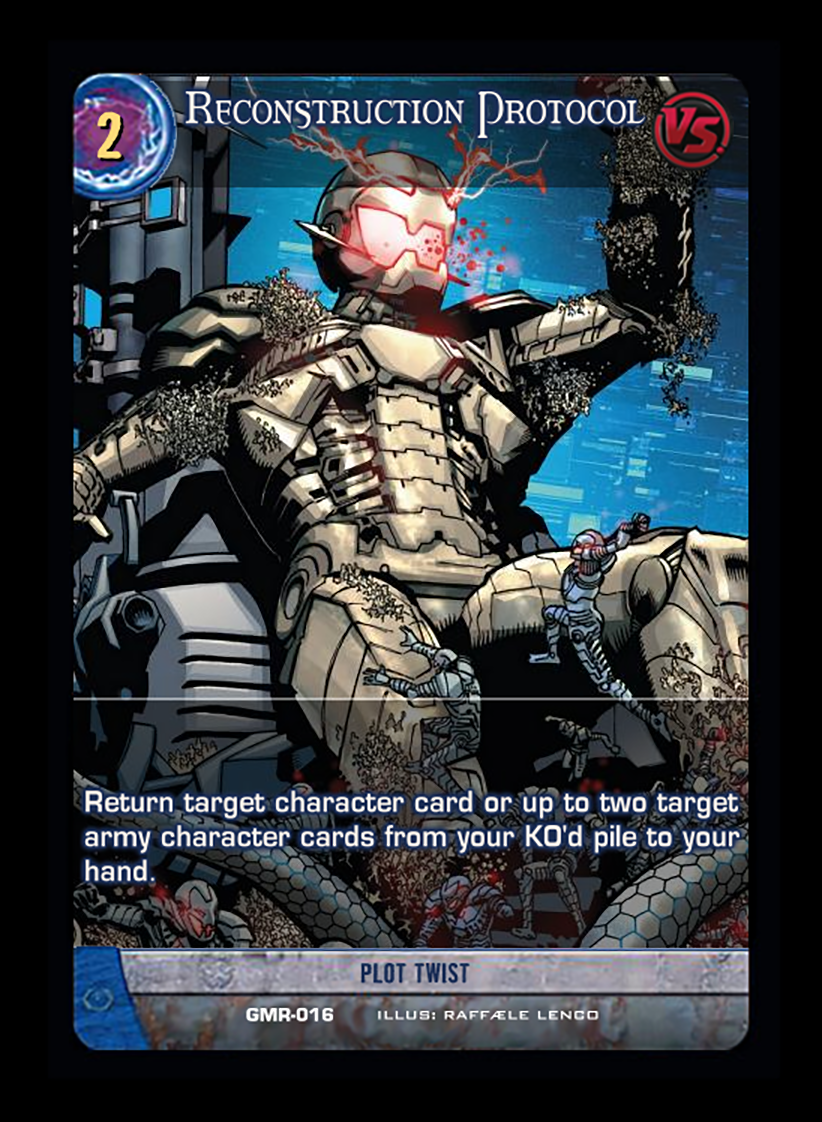 2
RECONSTRUCTION PROTOCOL
VS.
Return target character card or up to two target
army character cards from your KO'd pile to your
hand.
PLOT TWIST
GMR-016 ILLUS: RAFFÆLE LENCO